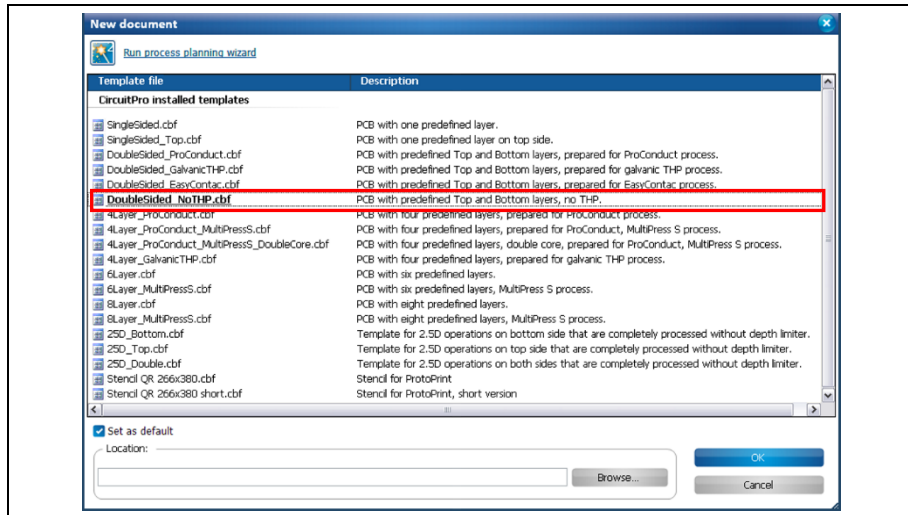 New document
Run process planning wizard
Template file Description
CircuitPro installed templates
SingleSided.cbf PCB with one predefined layer.
SingleSided_Top.cbf PCB with one predefined layer on top side.
DoubleSided_ProConduct.cbf PCB with predefined Top and Bottom layers, prepared for ProConduct process.
DoubleSided_GalvanicTHP.cbf PCB with predefined Top and Bottom layers, prepared for galvanic THP process.
DoubleSided_EasyContac.cbf PCB with predefined Top and Bottom layers, prepared for EasyContac process.
DoubleSided_NoTHP.cbf PCB with predefined Top and Bottom layers, no THP.
4Layer_ProConduct.cbf PCB with four predefined layers, prepared for ProConduct process.
4Layer_ProConduct_MultiPressS.cbf PCB with four predefined layers, prepared for ProConduct, MultiPress S process.
4Layer_ProConduct_MultiPressS_DoubleCore.cbf PCB with four predefined layers, double core, prepared for ProConduct, MultiPress S process.
4Layer_GalvanicTHP.cbf PCB with four predefined layers, prepared for galvanic THP process.
6Layer.cbf PCB with six predefined layers.
6Layer_MultiPressS.cbf PCB with six predefined layers, MultiPress S process.
8Layer.cbf PCB with eight predefined layers.
8Layer_MultiPressS.cbf PCB with eight predefined layers, MultiPress S process.
25D_Bottom.cbf Template for 2.5D operations on bottom side that are completely processed without depth limiter.
25D_Top.cbf Template for 2.5D operations on top side that are completely processed without depth limiter.
25D_Double.cbf Template for 2.5D operations on both sides that are completely processed without depth limiter.
Stencil QR 266x380.cbf Stencil for ProtoPrint
Stencil QR 266x380 short.cbf Stencil for ProtoPrint, short version
Set as default
Location:
OK
Browse...
Cancel